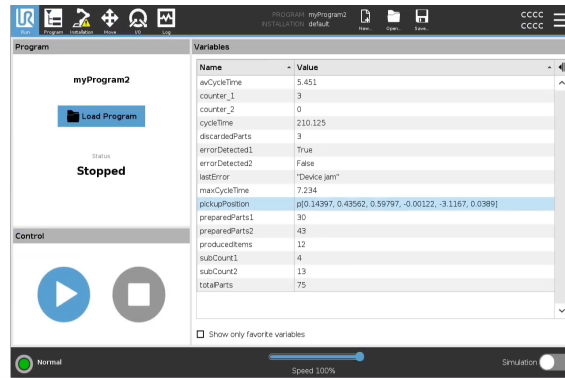 UR
PROGRAM myProgram2
INSTALLATION default
CCCC
CCCC
Run Program Installation Move I/O Log New... Open... Save...
Program
Variables
Name Value
myProgram2
Load Program
Status
Stopped
avCycleTime 5.451
counter_1 3
counter_2 0
cycleTime 210.125
discardedParts 3
errorDetected1 True
errorDetected2 False
lastError "Device jam"
maxCycleTime 7.234
pickupPosition p[0.14397, 0.43562, 0.59797, -0.00122, -3.1167, 0.0389]
preparedParts1 30
preparedParts2 43
producedItems 12
subCount1 4
subCount2 13
totalParts 75
Control
Show only favorite variables
Normal
Speed 100%
Simulation